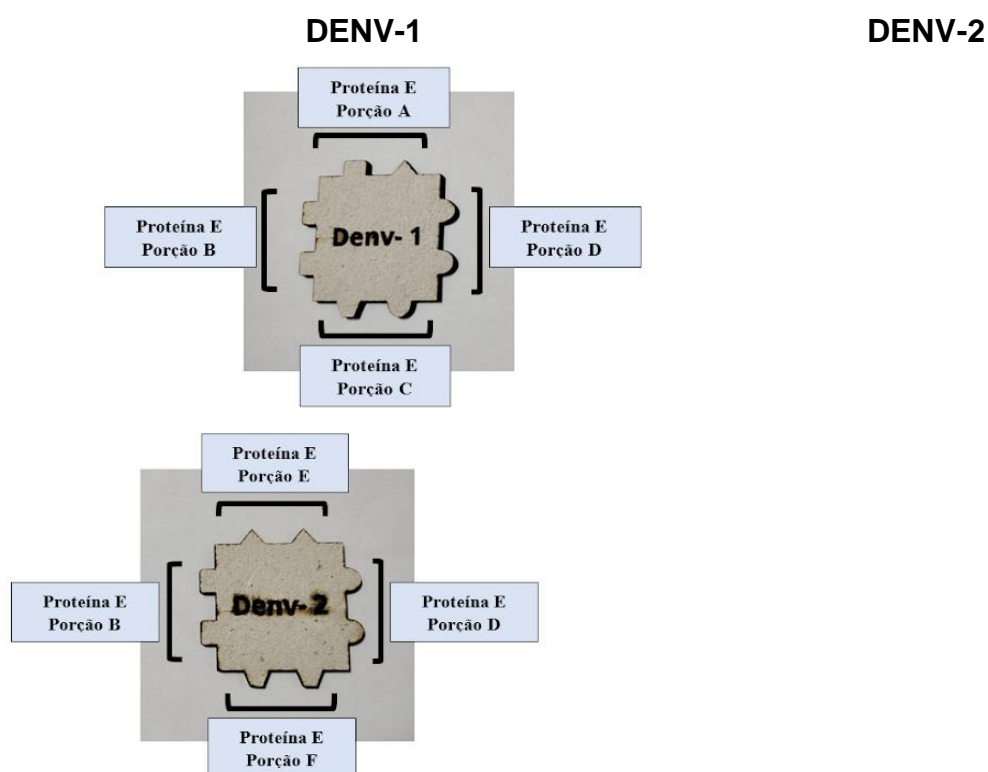 DENV-1
DENV-2
Proteína E
Porção A
Proteína E
Porção B
Denv- 1
Proteína E
Porção D
Proteína E
Porção C
Proteína E
Porção E
Proteína E
Porção B
Denv- 2
Proteína E
Porção D
Proteína E
Porção F